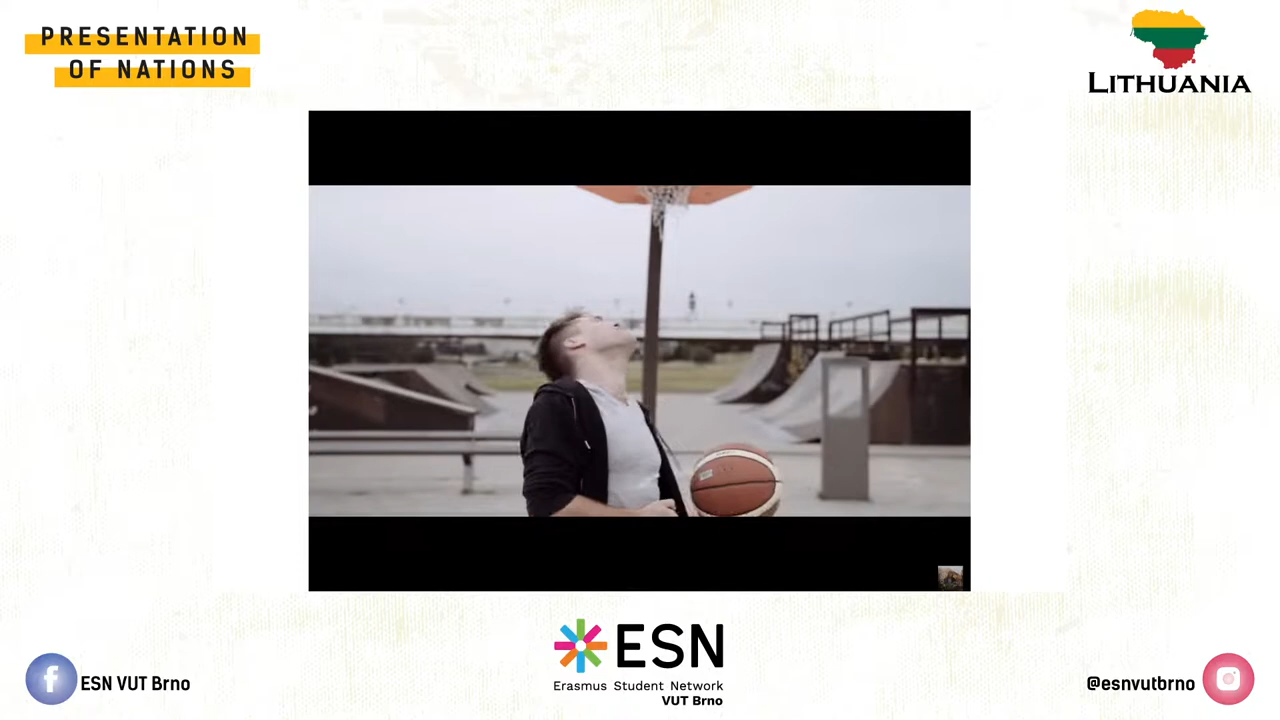 PRESENTATION
OF NATIONS
LITHUANIA
ESN
Erasmus Student Network
VUT Brno
ESN VUT Brno
@esnvutbrno